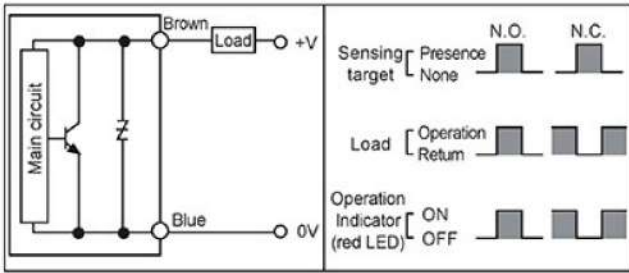 Brown
Load
+V
Main circuit
Blue
0V
N.O.
N.C.
Sensing target
Presence
None
Load
Operation
Return
Operation
Indicator
(red LED)
ON
OFF